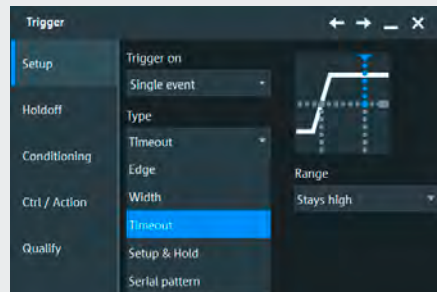 Trigger
Setup
Holdoff
Conditioning
Ctrl / Action
Qualify
Trigger on
Single event
Type
Timeout
Edge
Width
Timeout
Setup & Hold
Serial pattern
Range
Stays high